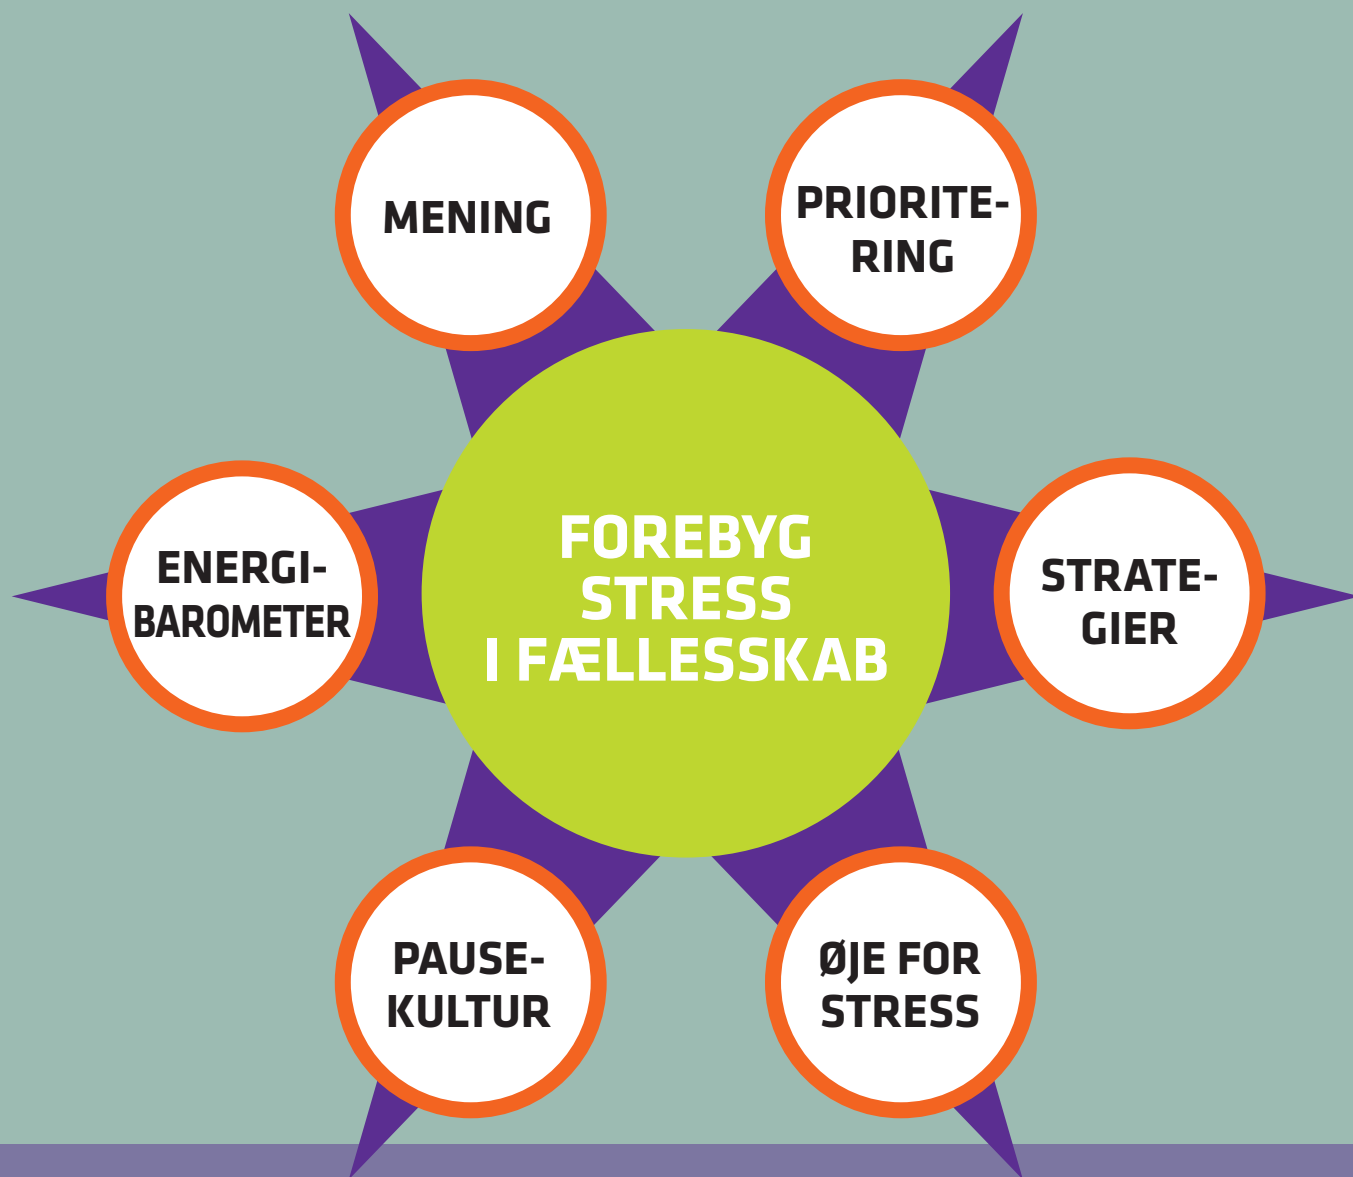 MENING
PRIORITE-
RING
ENERGI-
BAROMETER
FOREBYG
STRESS
I FÆLLESSKAB
STRATE-
GIER
PAUSE-
KULTUR
ØJE FOR
STRESS